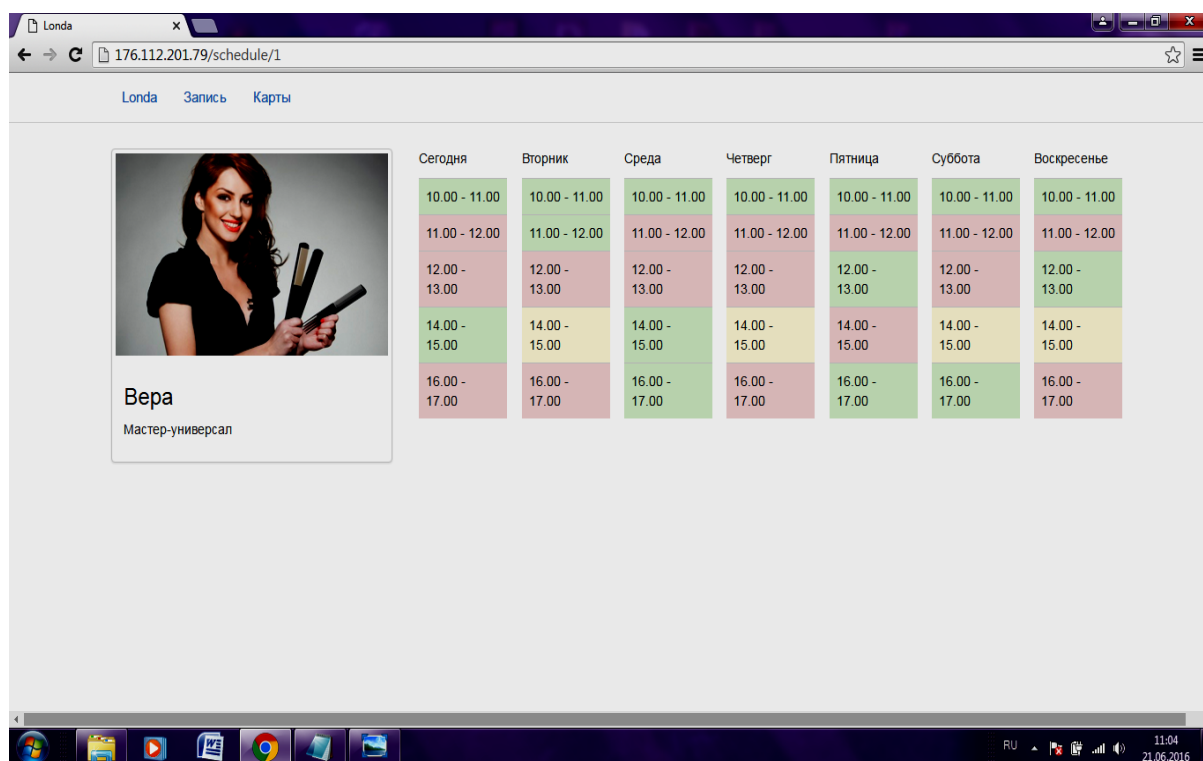 Londa
176.112.201.79/schedule/1
Londa Запись Карты
Сегодня Вторник Среда Четверг Пятница Суббота Воскресенье
10.00 - 11.00 10.00 - 11.00 10.00 - 11.00 10.00 - 11.00 10.00 - 11.00 10.00 - 11.00 10.00 - 11.00
11.00 - 12.00 11.00 - 12.00 11.00 - 12.00 11.00 - 12.00 11.00 - 12.00 11.00 - 12.00 11.00 - 12.00
12.00 - 12.00 - 12.00 - 12.00 - 12.00 - 12.00 - 12.00 -
13.00 13.00 13.00 13.00 13.00 13.00 13.00
14.00 - 14.00 - 14.00 - 14.00 - 14.00 - 14.00 - 14.00 -
15.00 15.00 15.00 15.00 15.00 15.00 15.00
16.00 - 16.00 - 16.00 - 16.00 - 16.00 - 16.00 - 16.00 -
17.00 17.00 17.00 17.00 17.00 17.00 17.00
Вера
Мастер-универсал
RU
11:04
21.06.2016